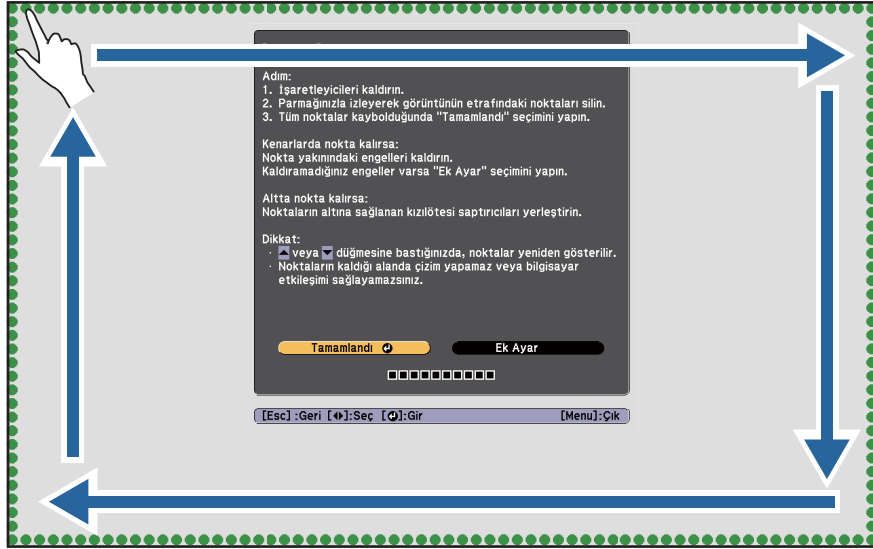 Adım:
1. İşaretleyicileri kaldırın.
2. Parmağınızla izleyerek görüntünün etrafındaki noktaları silin.
3. Tüm noktalar kaybolduğunda "Tamamlandı" seçimini yapın.
Kenarlarda nokta kalırsa:
Nokta yakınındaki engelleri kaldırın.
Kaldıramadığınız engeller varsa "Ek Ayar" seçimini yapın.
Altta nokta kalırsa:
Noktaların altına sağlanan kızılötesi saptırıcıları yerleştirin.
Dikkat:
· ▲ veya ▼ düğmesine bastığınızda, noktalar yeniden gösterilir.
· Noktaların kaldığı alanda çizim yapamaz veya bilgisayar
etkileşimi sağlayamazsınız.
Tamamlandı Ek Ayar
[Esc] :Geri [◆]:Seç [⏎]:Gir [Menu]:Çık